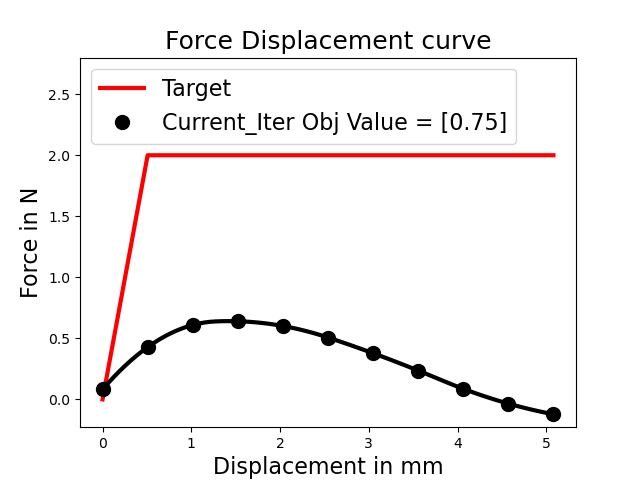 Force Displacement curve
Target
Current_Iter Obj Value = [0.75]
Force in N
2.5
2.0
1.5
1.0
0.5
0.0
0 1 2 3 4 5
Displacement in mm